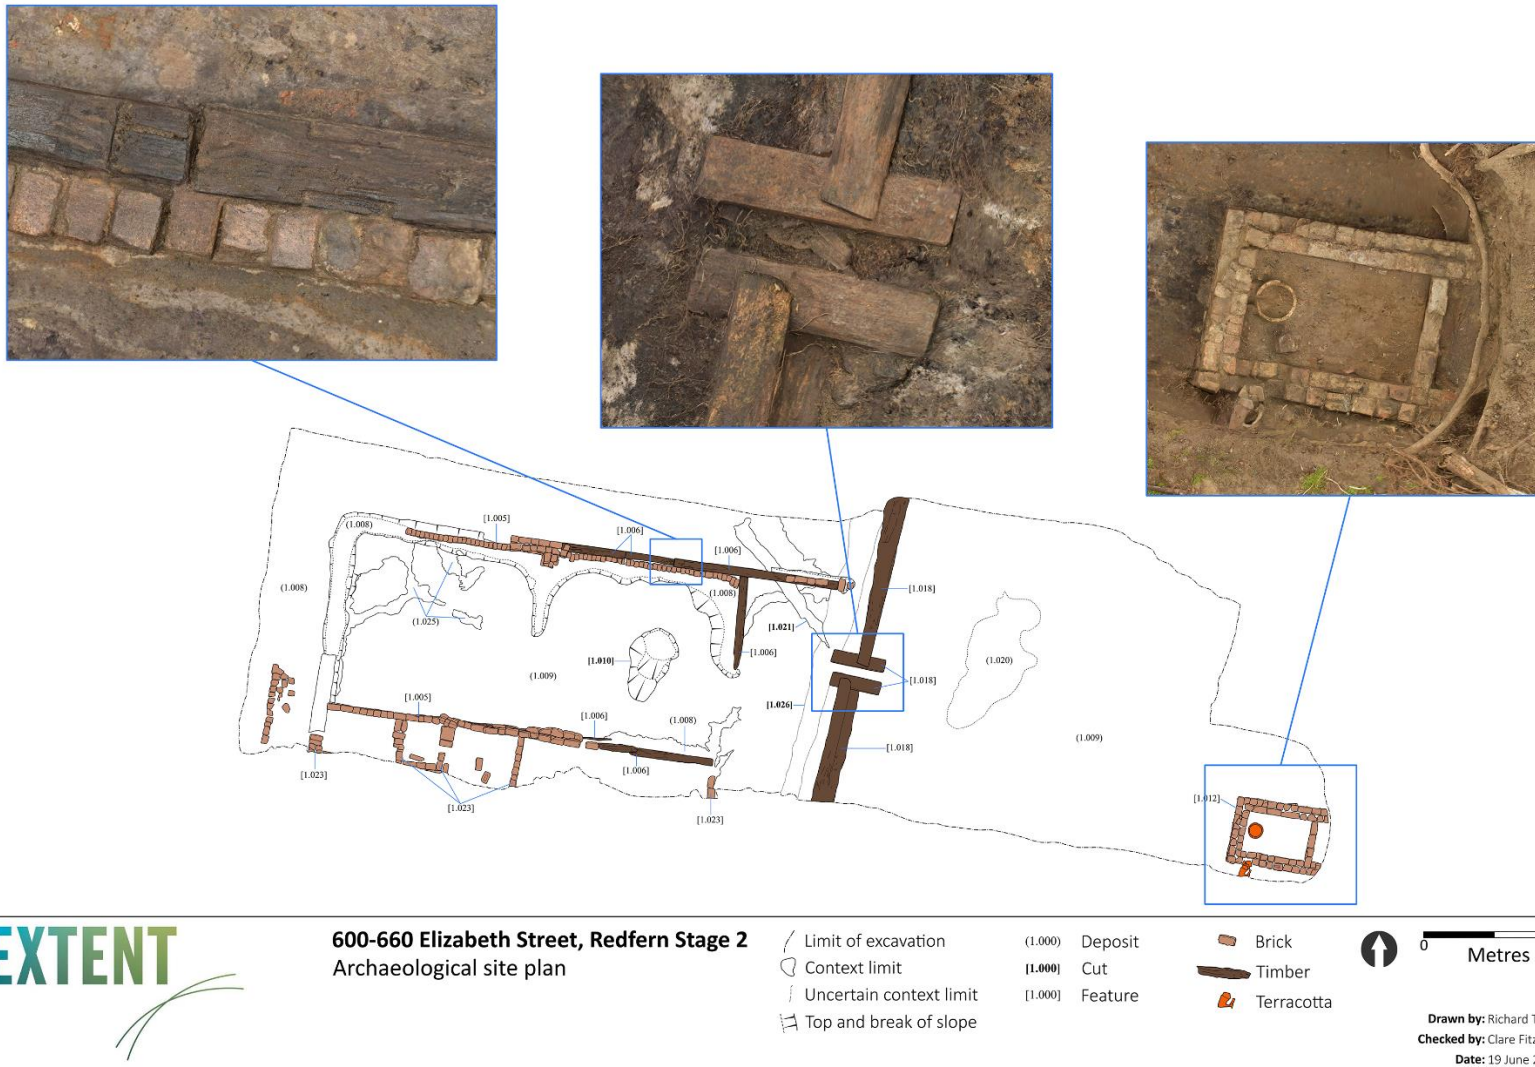 [1.005]
(1.008)
[1.006]
[1.006]
(1.008)
(1.008)
[1.018]
(1.025)
[1.021]
[1.006]
[1.010]
(1.020)
(1.009)
[1.018]
[1.005]
[1.026]
[1.006]
(1.008)
(1.009)
[1.018]
[1.006]
[1.023]
[1.012]
[1.023]
[1.023]
EXTENT
600-660 Elizabeth Street, Redfern Stage 2
Archaeological site plan
Limit of excavation
Context limit
Uncertain context limit
Top and break of slope
(1.000) Deposit
[1.000] Cut
[1.000] Feature
Brick
Timber
Terracotta
0
Metres
Drawn by: Richard
Checked by: Clare
Date: 19 June